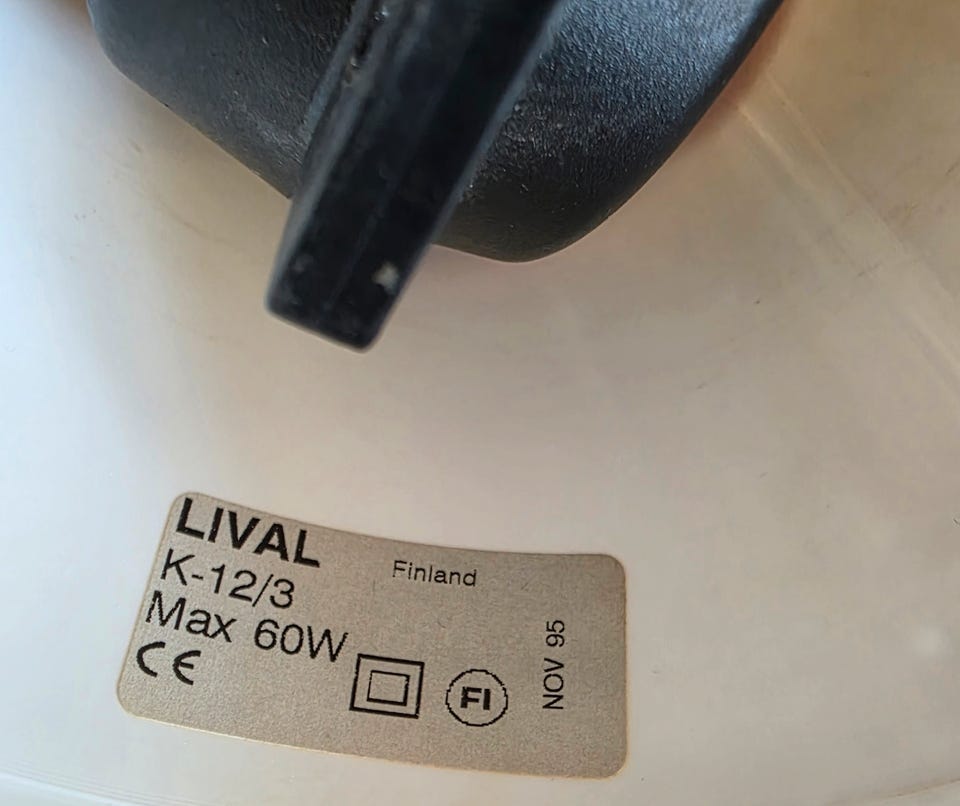 LIVAL
Finland
K-12/3
Max 60W
CE
FI
NOV 95